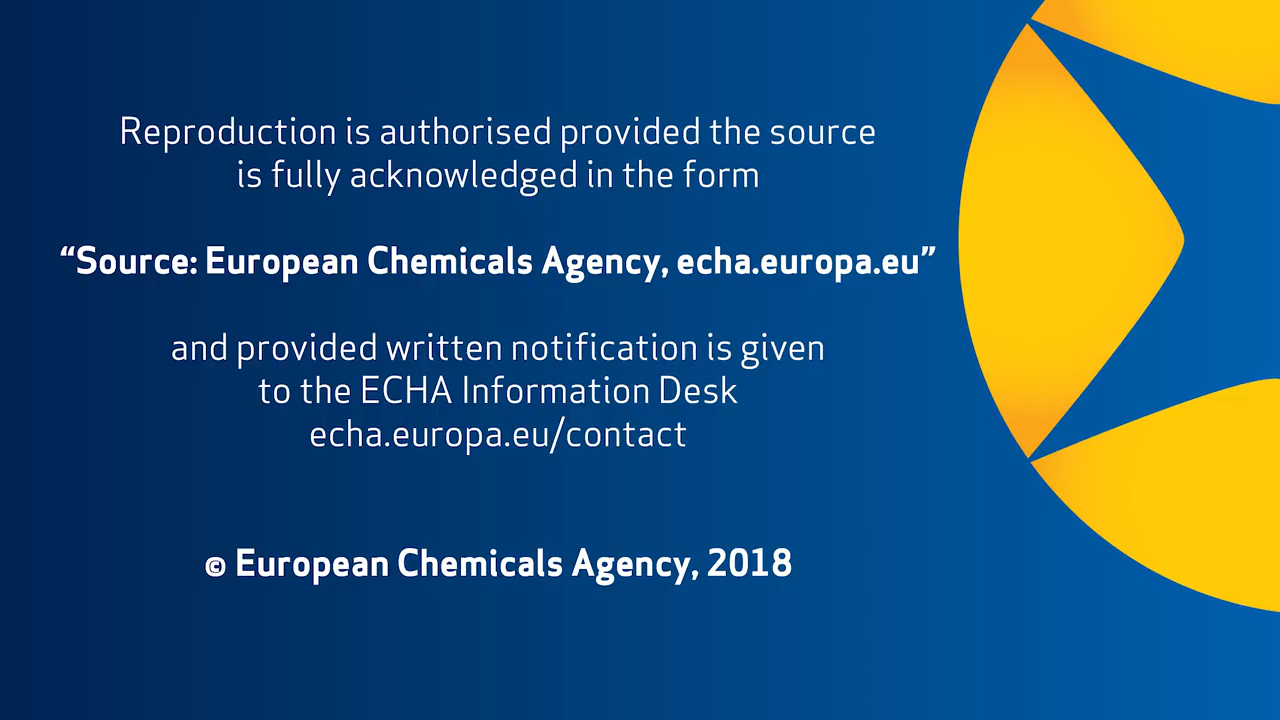 Reproduction is authorised provided the source
is fully acknowledged in the form
“Source: European Chemicals Agency, echa.europa.eu”
and provided written notification is given
to the ECHA Information Desk
echa.europa.eu/contact
© European Chemicals Agency, 2018